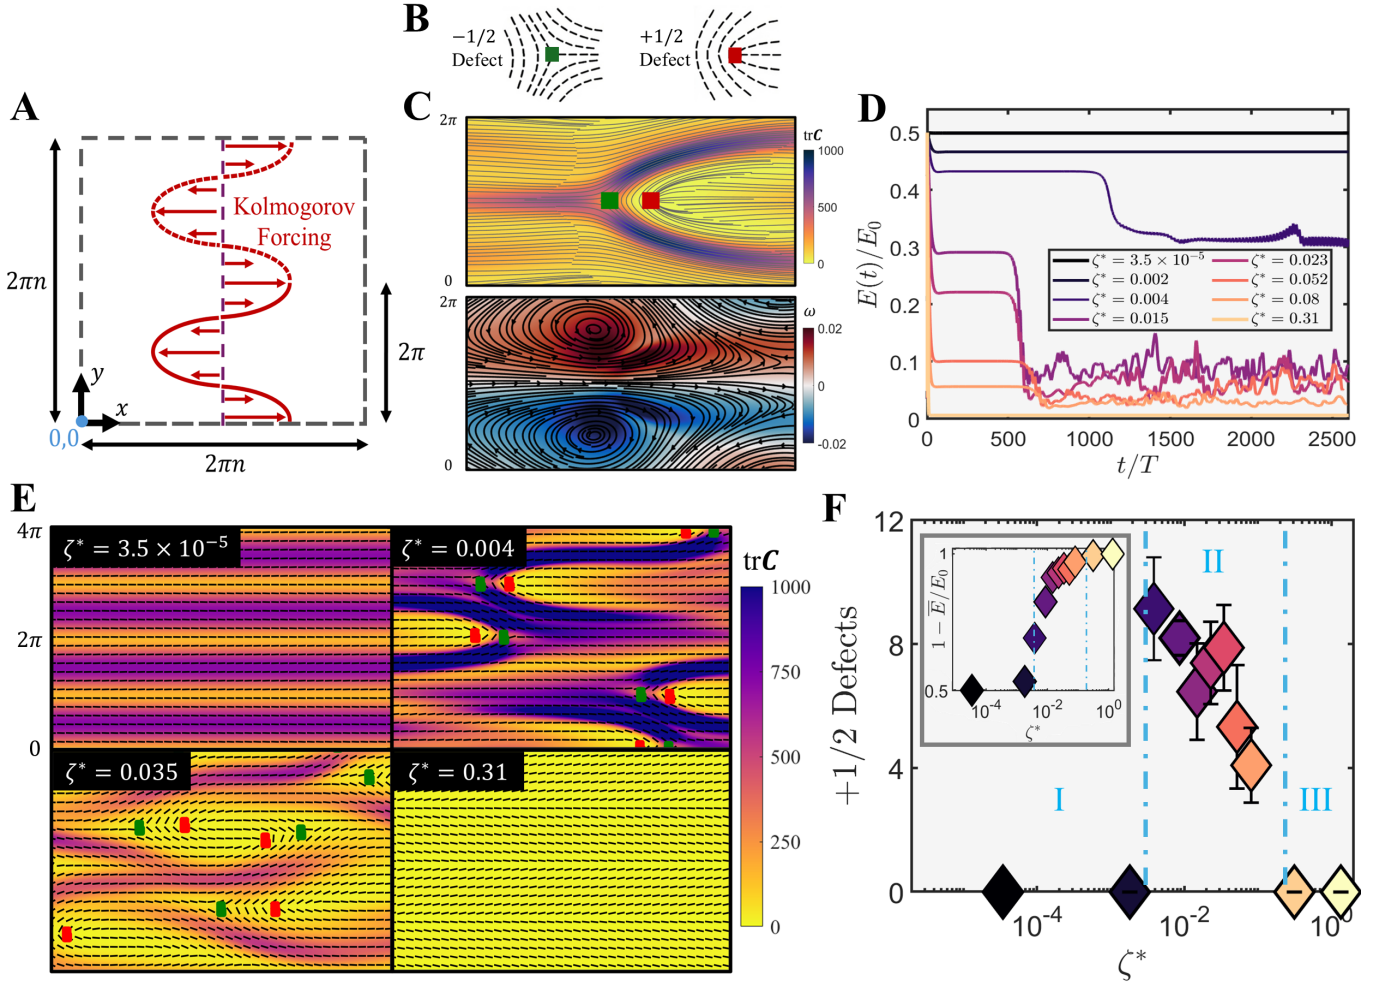 A
Kolmogorov
Forcing
2πn
2π
y
x
0,0
2πn
B
−1/2
Defect
+1/2
Defect
C
2π
0
trC
1000
500
0
2π
0
ω
0.02
0
-0.02
D
E(t)/E₀
0.5
0.4
0.3
0.2
0.1
0
ζ* = 3.5 × 10⁻⁵
ζ* = 0.002
ζ* = 0.004
ζ* = 0.015
ζ* = 0.023
ζ* = 0.052
ζ* = 0.08
ζ* = 0.31
0 500 1000 1500 2000 2500
t/T
E
4π
2π
0
ζ* = 3.5 × 10⁻⁵
ζ* = 0.004
ζ* = 0.035
ζ* = 0.31
trC
1000
750
500
250
0
F
+1/2 Defects
12
8
4
0
I
II
III
10⁻⁴ 10⁻² 10⁰
ζ*
1 − E̅/E₀
1
0.5
10⁻⁴ 10⁻² 10⁰
ζ*